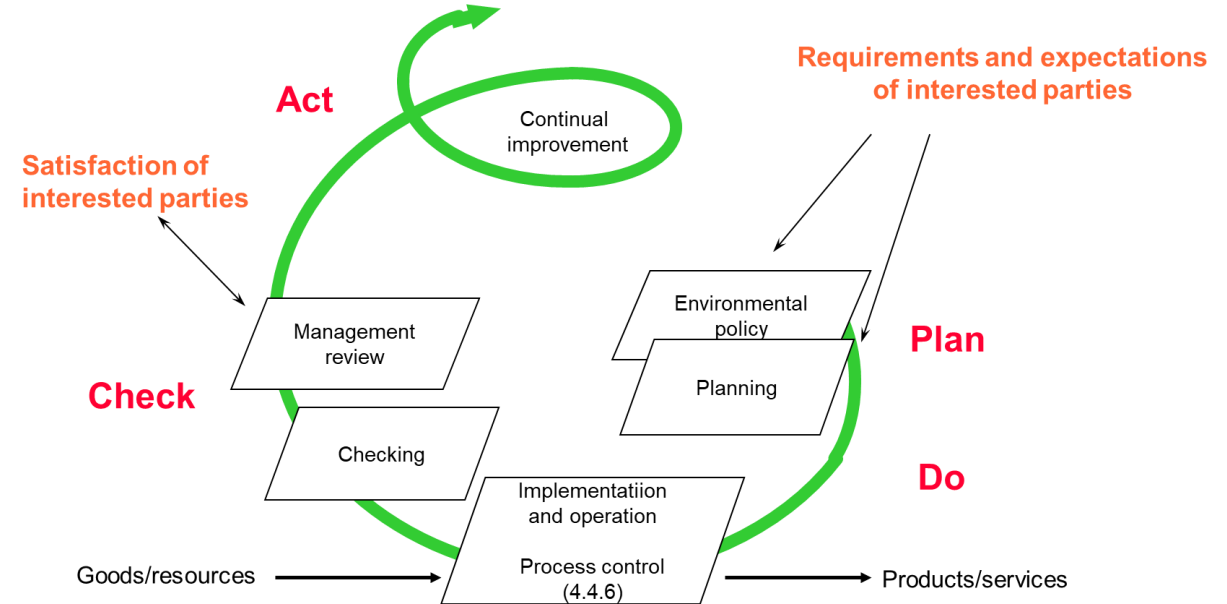 Requirements and expectations
of interested parties
Act
Continual
improvement
Satisfaction of
interested parties
Environmental
policy
Management
review
Plan
Planning
Check
Checking
Do
Implementatiion
and operation
Process control
(4.4.6)
Goods/resources
Products/services